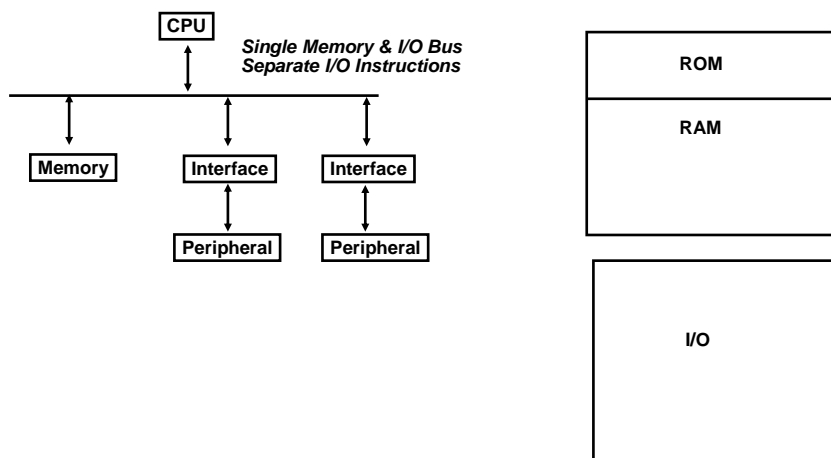 CPU
Single Memory & I/O Bus
Separate I/O Instructions
Memory
Interface
Interface
Peripheral
Peripheral
ROM
RAM
I/O